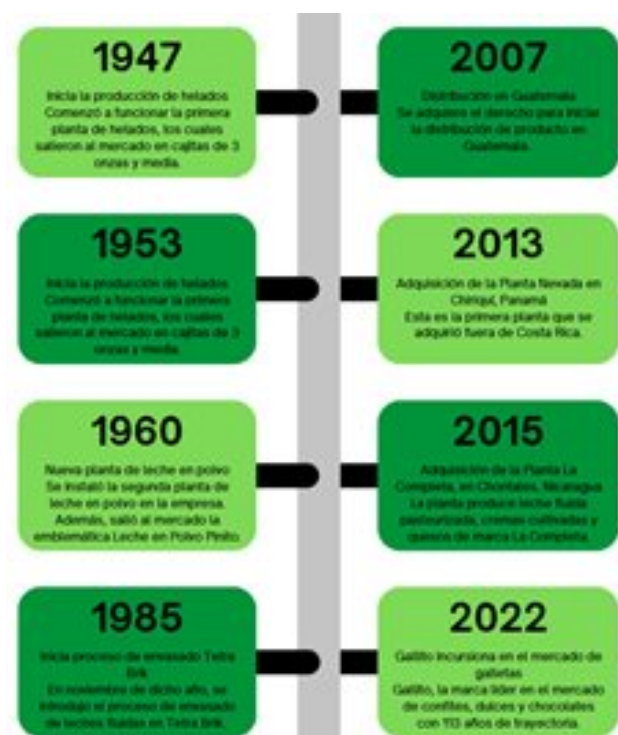 1947
Inicia la producción de helados
Comenzó a funcionar la primera
planta de helados, los cuales
salieron al mercado en cajitas de 3
onzas y media.
1953
Inicia la producción de helados
Comenzó a funcionar la primera
planta de helados, los cuales
salieron al mercado en cajitas de 3
onzas y media.
1960
Nueva planta de leche en polvo
Se instaló la segunda planta de
leche en polvo en la empresa.
Además, salió al mercado la
emblemática Leche en Polvo Pinito.
1985
Inicia proceso de envasado Tetra
Brik
En noviembre de dicho año, se
introdujo el proceso de envasado
de leches fluidas en Tetra Brik.
2007
Distribución en Guatemala
Se adquiere el derecho para iniciar
la distribución de producto en
Guatemala.
2013
Adquisición de la Planta Nevada en
Chiriquí, Panamá
Esta es la primera planta que se
adquirió fuera de Costa Rica.
2015
Adquisición de la Planta La
Completa, en Chontales, Nicaragua
La planta produce leche fluida
pasteurizada, cremas cultivadas y
quesos de marca La Completa.
2022
Gallito incursiona en el mercado de
galletas
Gallito, la marca líder en el mercado
de confites, dulces y chocolates
con 113 años de trayectoria.